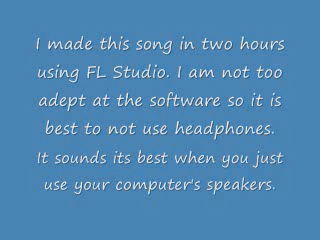 I made this song in two hours
using FL Studio. I am not too
adept at the software so it is
best to not use headphones.
It sounds its best when you just
use your computer's speakers.